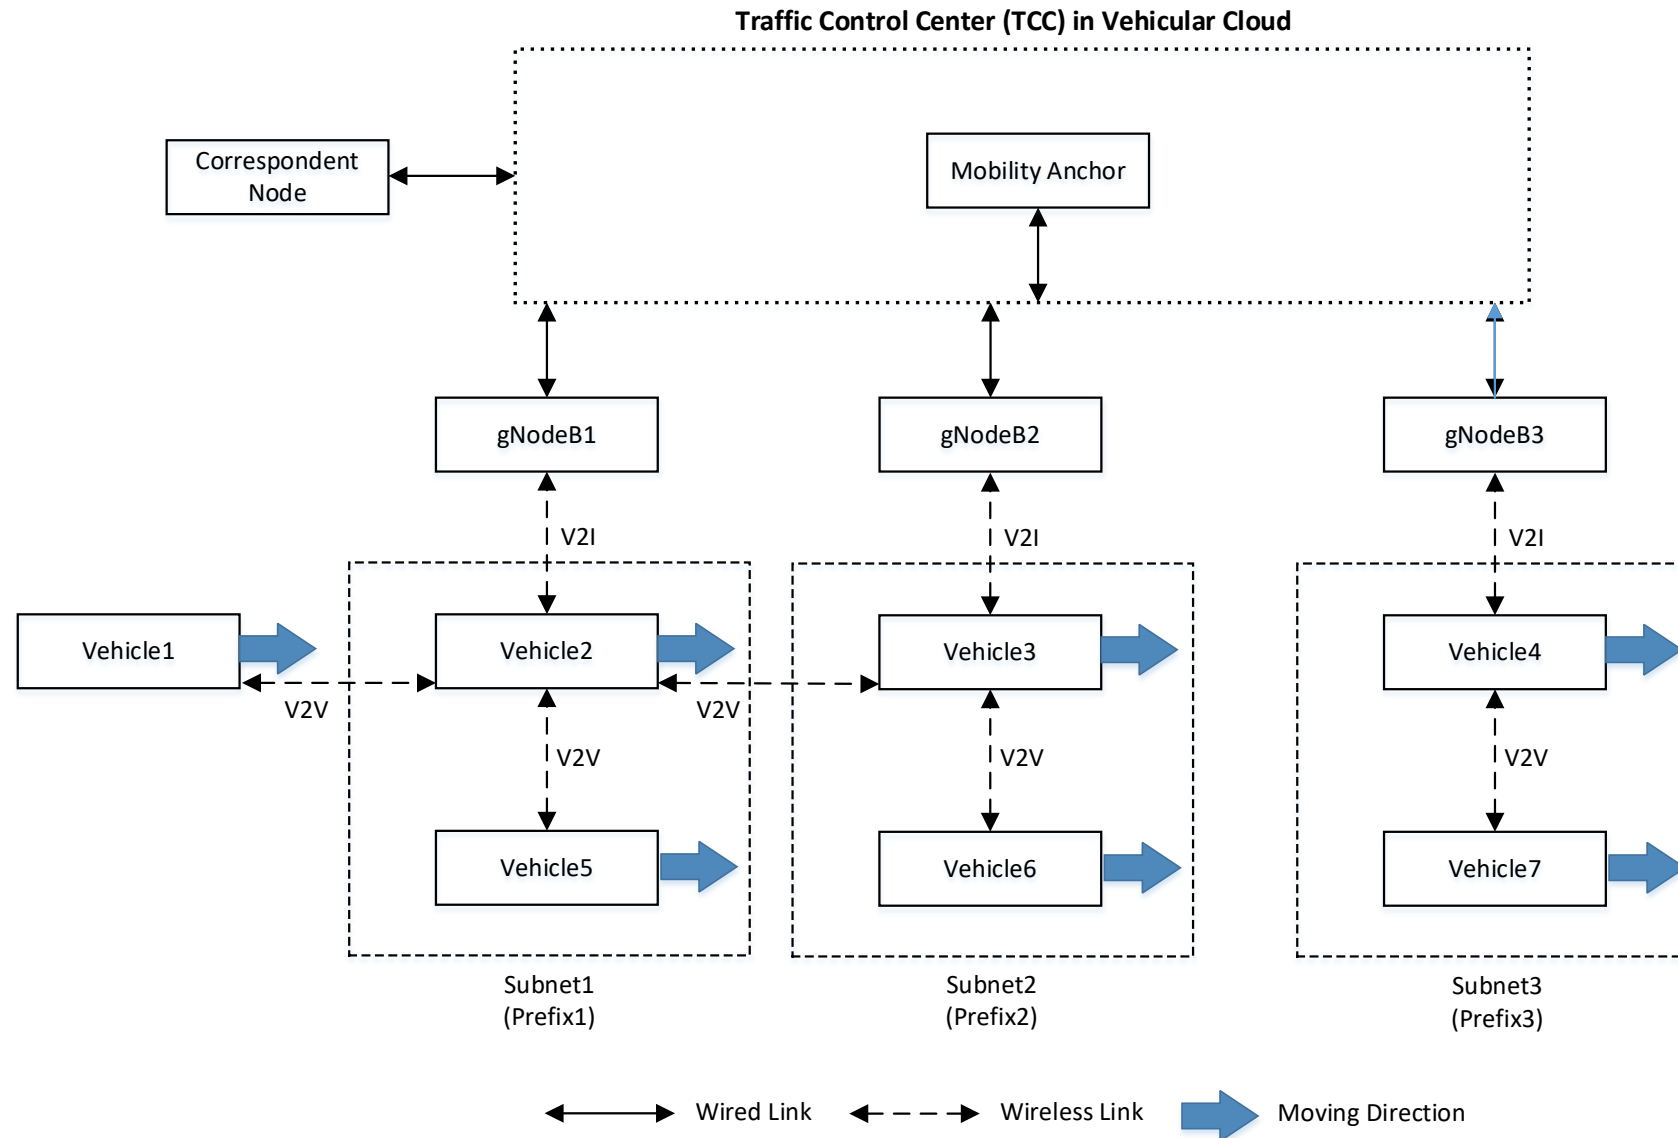 Traffic Control Center (TCC) in Vehicular Cloud
Correspondent
Node
Mobility Anchor
gNodeB1
gNodeB2
gNodeB3
V2I
V2I
V2I
Vehicle1
Vehicle2
Vehicle3
Vehicle4
V2V
V2V
V2V
V2V
V2V
Vehicle5
Vehicle6
Vehicle7
Subnet1
(Prefix1)
Subnet2
(Prefix2)
Subnet3
(Prefix3)
Wired Link
Wireless Link
Moving Direction